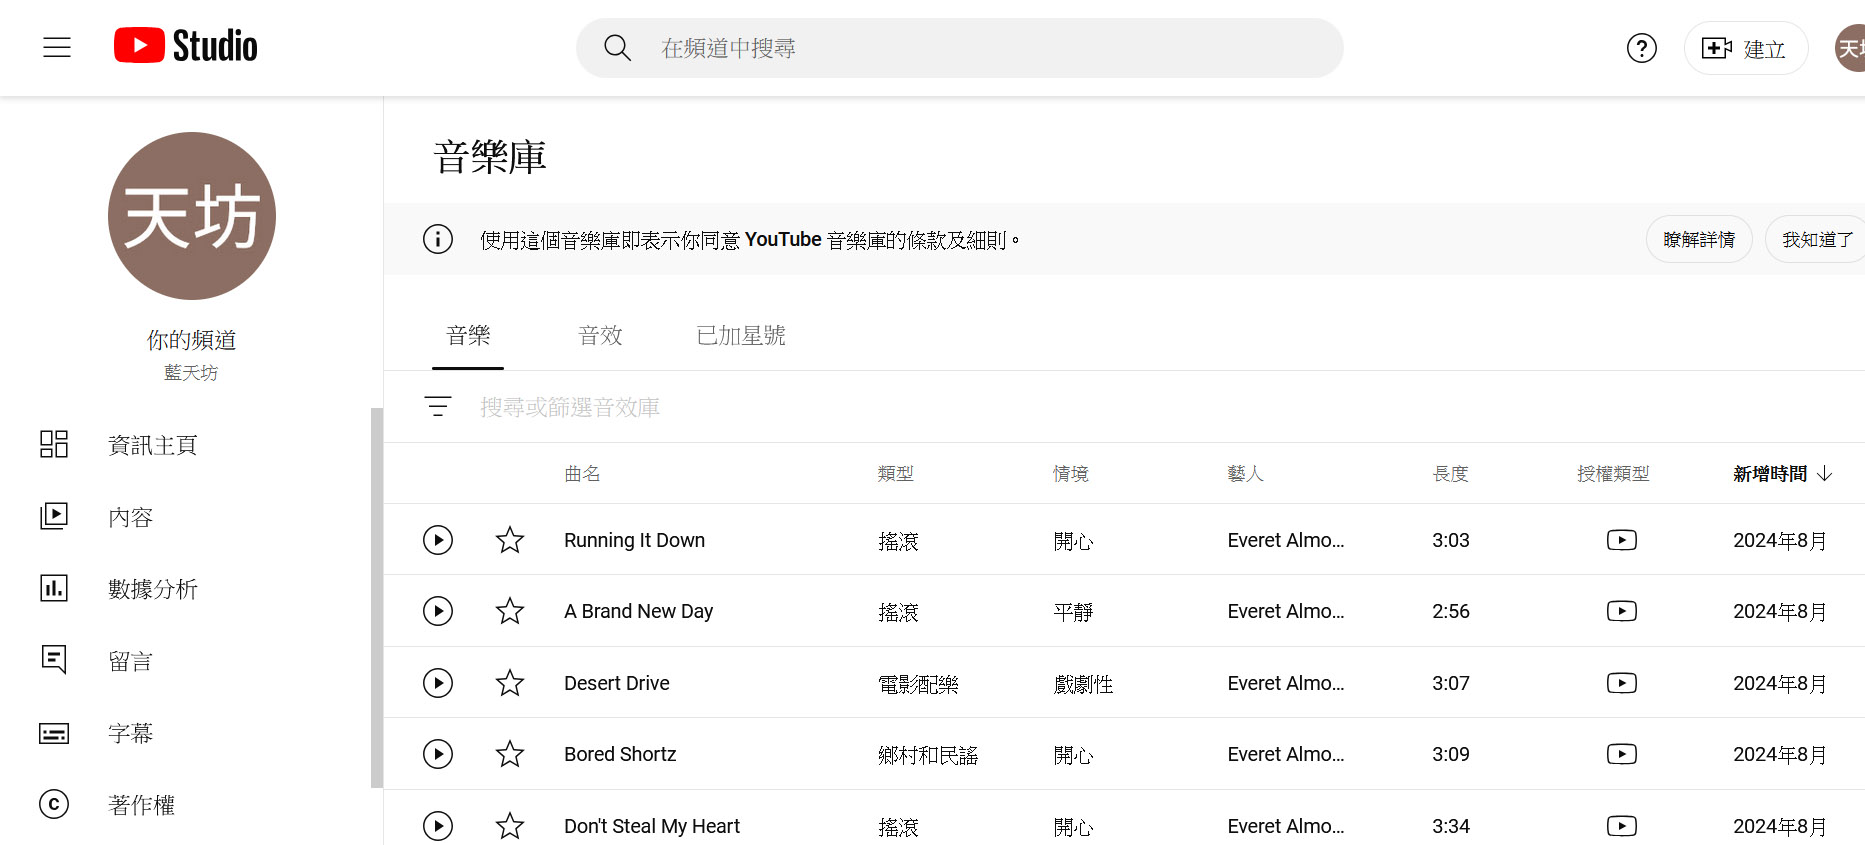 Studio
在頻道中搜尋
建立
天坊
天坊
你的頻道
藍天坊
資訊主頁
內容
數據分析
留言
字幕
著作權
音樂庫
使用這個音樂庫即表示你同意 YouTube 音樂庫的條款及細則。
瞭解詳情
我知道了
音樂 音效 已加星號
搜尋或篩選音效庫
曲名 類型 情境 藝人 長度 授權類型 新增時間
Running It Down 搖滾 開心 Everet Almo... 3:03 2024年8月
A Brand New Day 搖滾 平靜 Everet Almo... 2:56 2024年8月
Desert Drive 電影配樂 戲劇性 Everet Almo... 3:07 2024年8月
Bored Shortz 鄉村和民謠 開心 Everet Almo... 3:09 2024年8月
Don't Steal My Heart 搖滾 開心 Everet Almo... 3:34 2024年8月